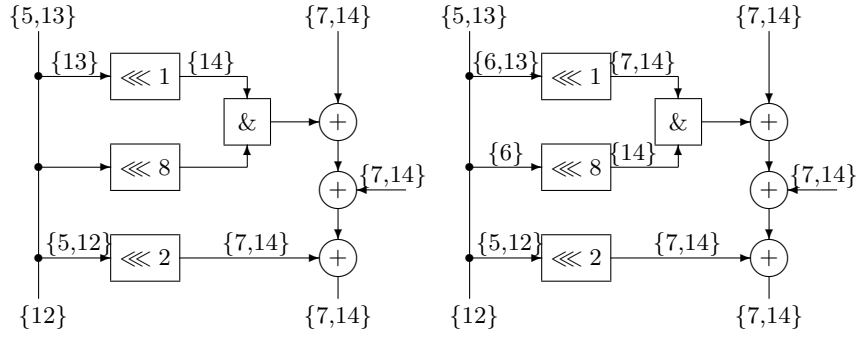 {5,13} {7,14} {5,13} {7,14}
{13} ⋘ 1 {14} {6,13} ⋘ 1 {7,14}
& + & +
⋘ 8 {6} ⋘ 8 {14}
+ {7,14} + {7,14}
{5,12} ⋘ 2 {7,14} + {5,12} ⋘ 2 {7,14} +
{12} {7,14} {12} {7,14}